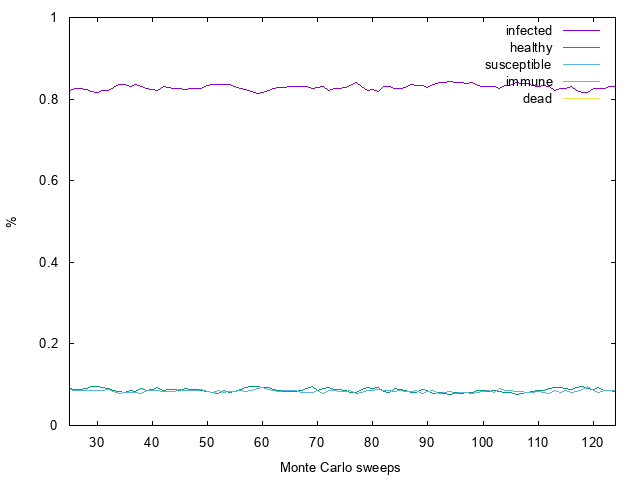 1
0.8
0.6
0.4
0.2
0
%
infected
healthy
susceptible
immune
dead
30 40 50 60 70 80 90 100 110 120
Monte Carlo sweeps